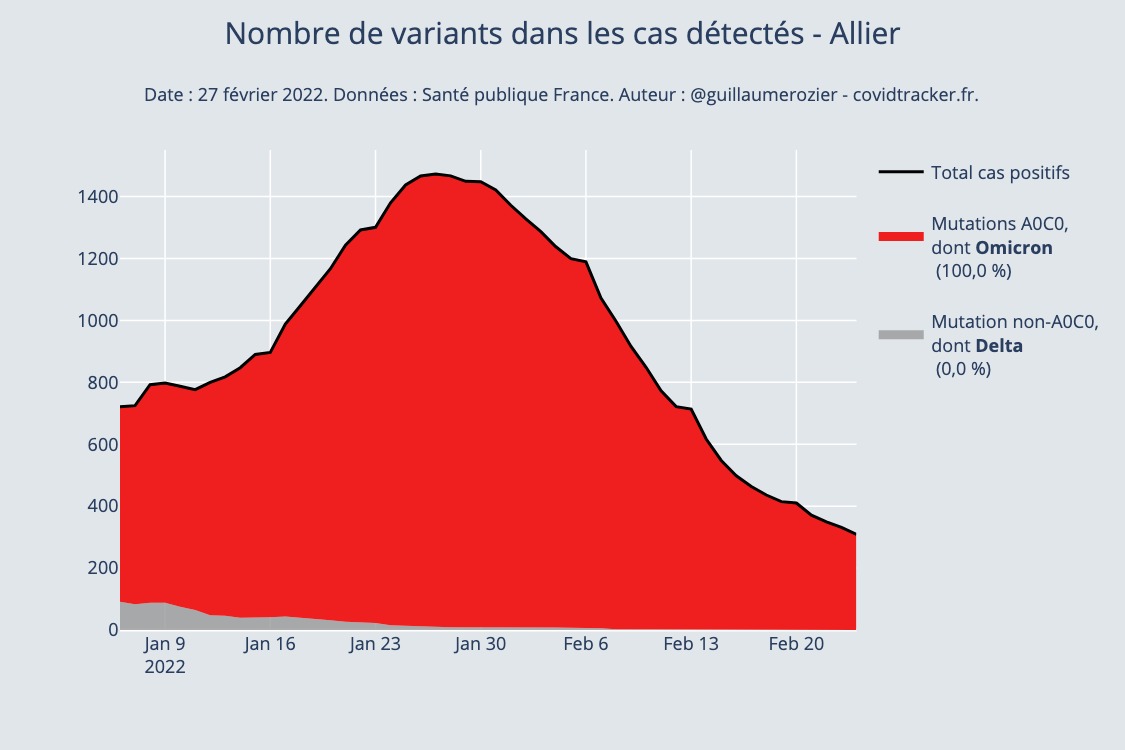 Nombre de variants dans les cas détectés - Allier
Date : 27 février 2022. Données : Santé publique France. Auteur : @guillaumerozier - covidtracker.fr.
1400
1200
1000
800
600
400
200
0
Jan 9
2022
Jan 16
Jan 23
Jan 30
Feb 6
Feb 13
Feb 20
Total cas positifs
Mutations A0C0,
dont Omicron
(100,0 %)
Mutation non-A0C0,
dont Delta
(0,0 %)